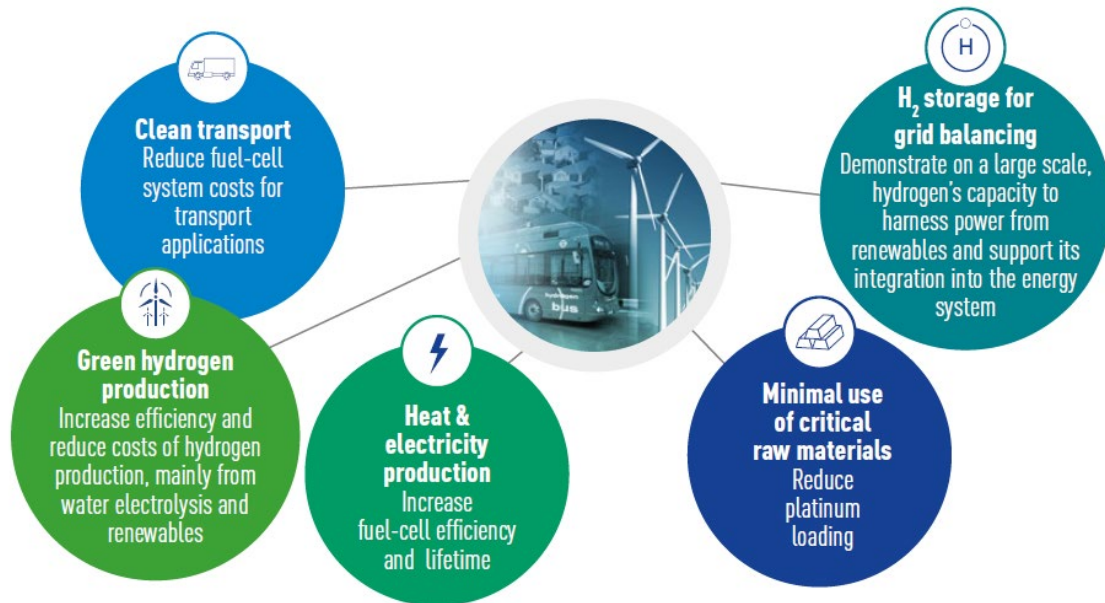 Clean transport
Reduce fuel-cell
system costs for
transport
applications
H
H₂ storage for
grid balancing
Demonstrate on a large scale,
hydrogen's capacity to
harness power from
renewables and support its
integration into the energy
system
hydrogen
bus
Green hydrogen
production
Increase efficiency and
reduce costs of hydrogen
production, mainly from
water electrolysis and
renewables
Heat &
electricity
production
Increase
fuel-cell efficiency
and lifetime
Minimal use
of critical
raw materials
Reduce
platinum
loading